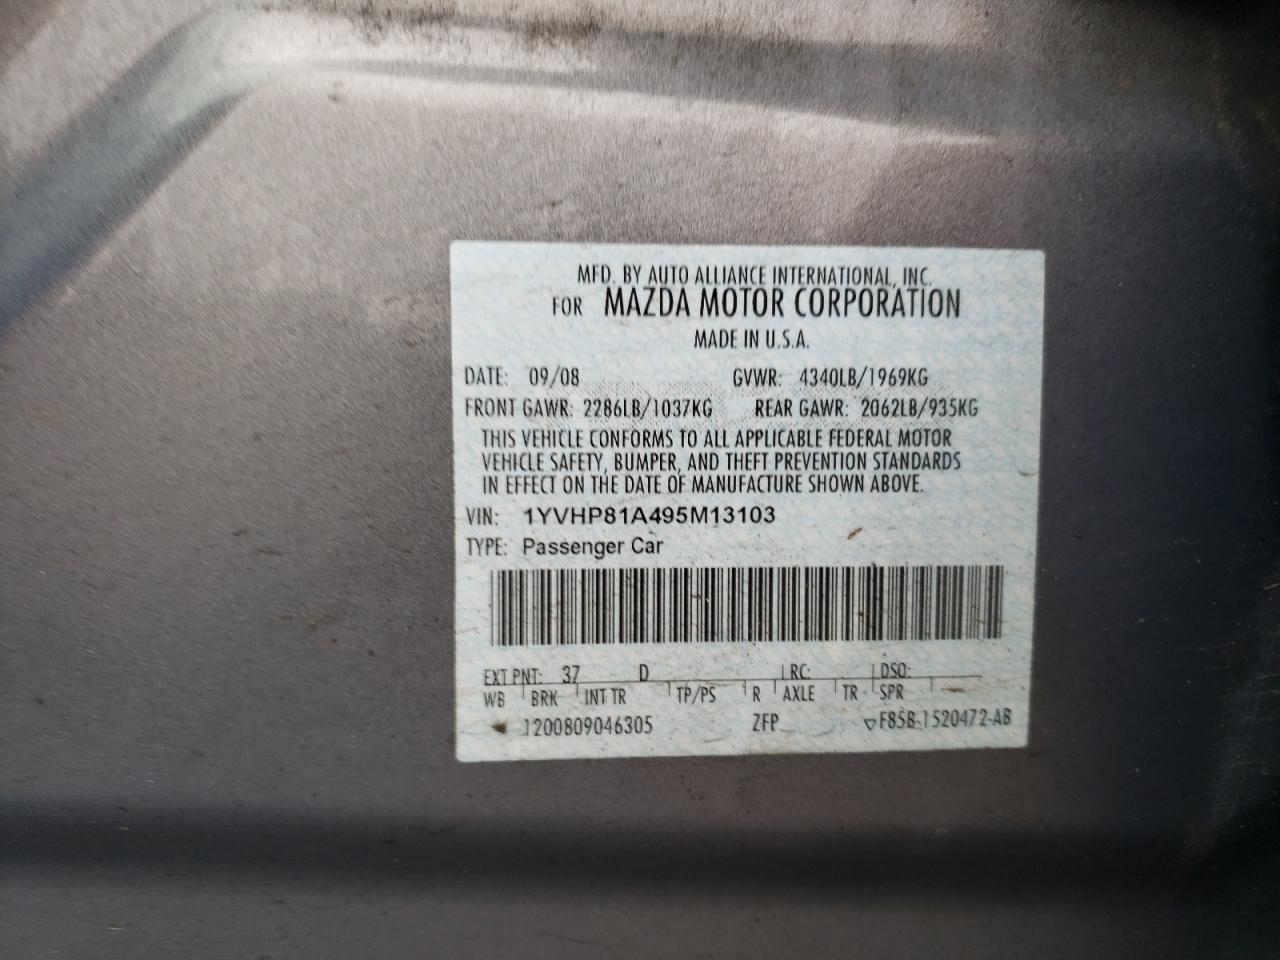 MFD. BY AUTO ALLIANCE INTERNATIONAL, INC.
FOR MAZDA MOTOR CORPORATION
MADE IN U.S.A.
DATE: 09/08 GVWR: 4340LB/1969KG
FRONT GAWR: 2286LB/1037KG REAR GAWR: 2062LB/935KG
THIS VEHICLE CONFORMS TO ALL APPLICABLE FEDERAL MOTOR
VEHICLE SAFETY, BUMPER, AND THEFT PREVENTION STANDARDS
IN EFFECT ON THE DATE OF MANUFACTURE SHOWN ABOVE.
VIN: 1YVHP81A495M13103
TYPE: Passenger Car
EXT PNT: 37 D RC: DSO:
WB BRK INT TR TP/PS R AXLE TR SPR
1200809046305 ZFP ▽F85B-1520472-AB